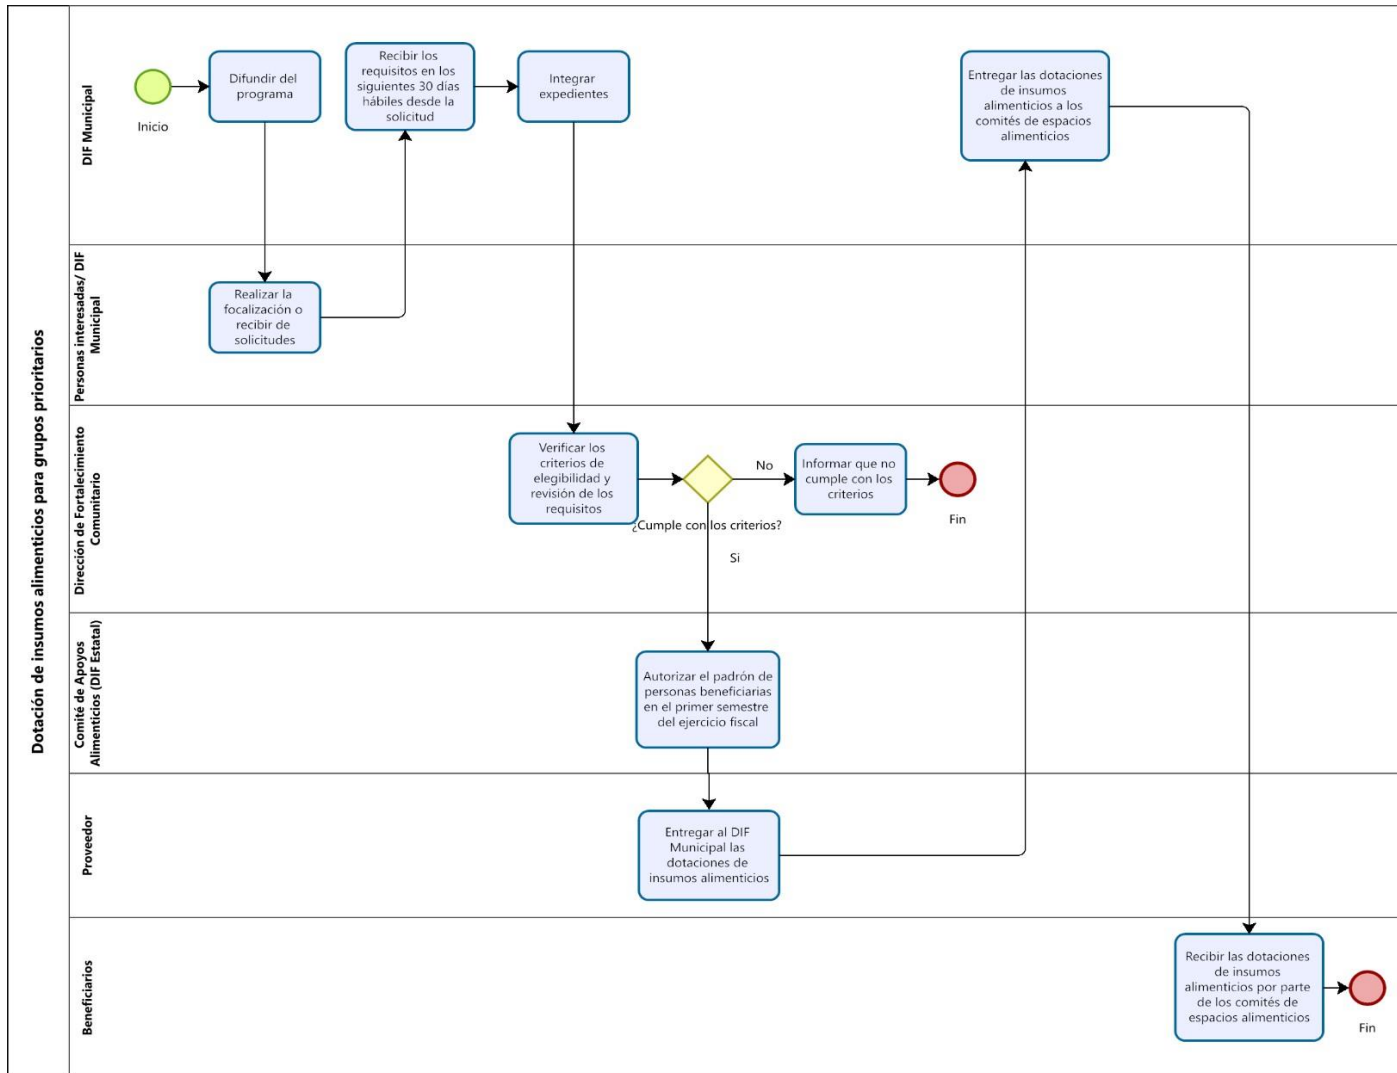 Dotación de insumos alimenticios para grupos prioritarios
DIF Municipal
Inicio
Difundir del
programa
Recibir los
requisitos en los
siguientes 30 días
hábiles desde la
solicitud
Integrar
expedientes
Entregar las dotaciones
de insumos
alimenticios a los
comités de espacios
alimenticios
Personas interesadas/ DIF
Municipal
Realizar la
focalización o
recibir de
solicitudes
Dirección de Fortalecimiento
Comunitario
Verificar los
criterios de
elegibilidad y
revisión de los
requisitos
¿Cumple con los criterios?
No
Si
Informar que no
cumple con los
criterios
Fin
Comité de Apoyos
Alimenticios (DIF Estatal)
Autorizar el padrón de
personas beneficiarias
en el primer semestre
del ejercicio fiscal
Proveedor
Entregar al DIF
Municipal las
dotaciones de
insumos alimenticios
Beneficiarios
Recibir las dotaciones
de insumos
alimenticios por parte
de los comités de
espacios alimenticios
Fin